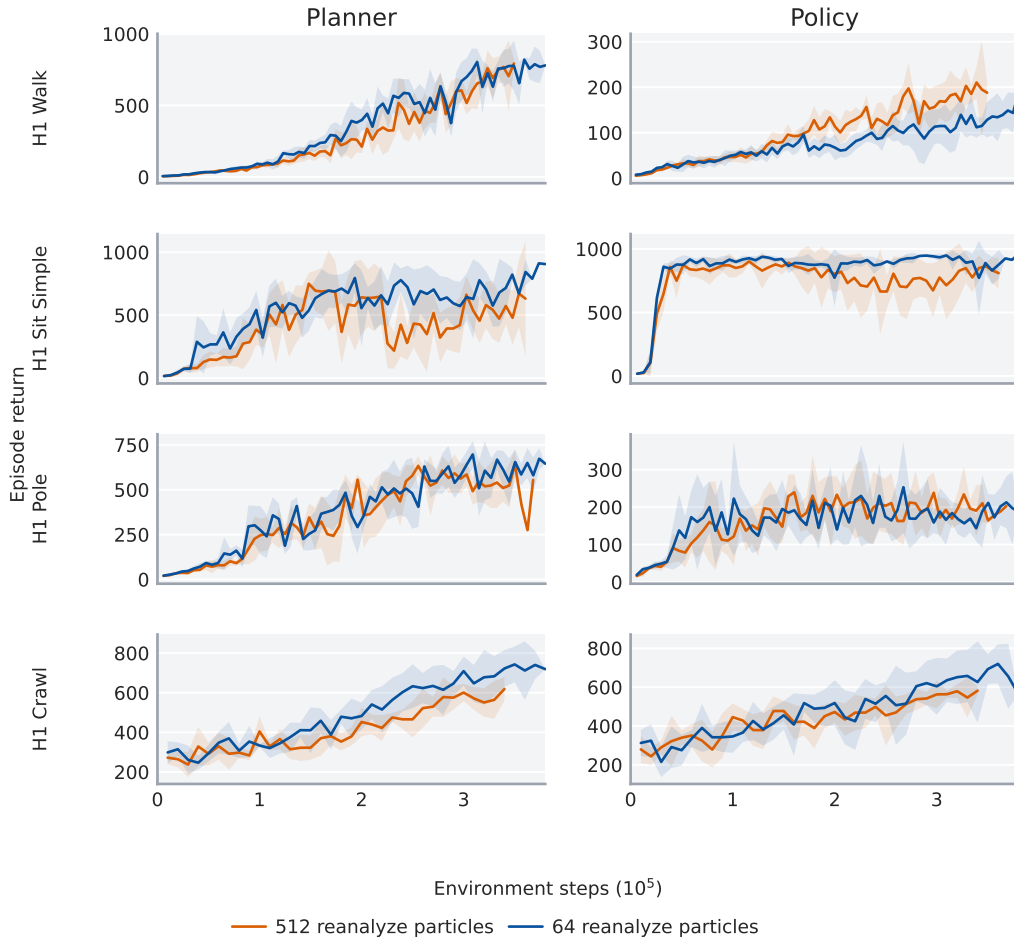 Planner
Policy
Episode return
H1 Walk
1000
500
0
300
200
100
0
H1 Sit Simple
1000
500
0
1000
500
0
H1 Pole
750
500
250
0
300
200
100
0
H1 Crawl
800
600
400
200
0 1 2 3
800
600
400
200
0 1 2 3
Environment steps (10⁵)
512 reanalyze particles 64 reanalyze particles